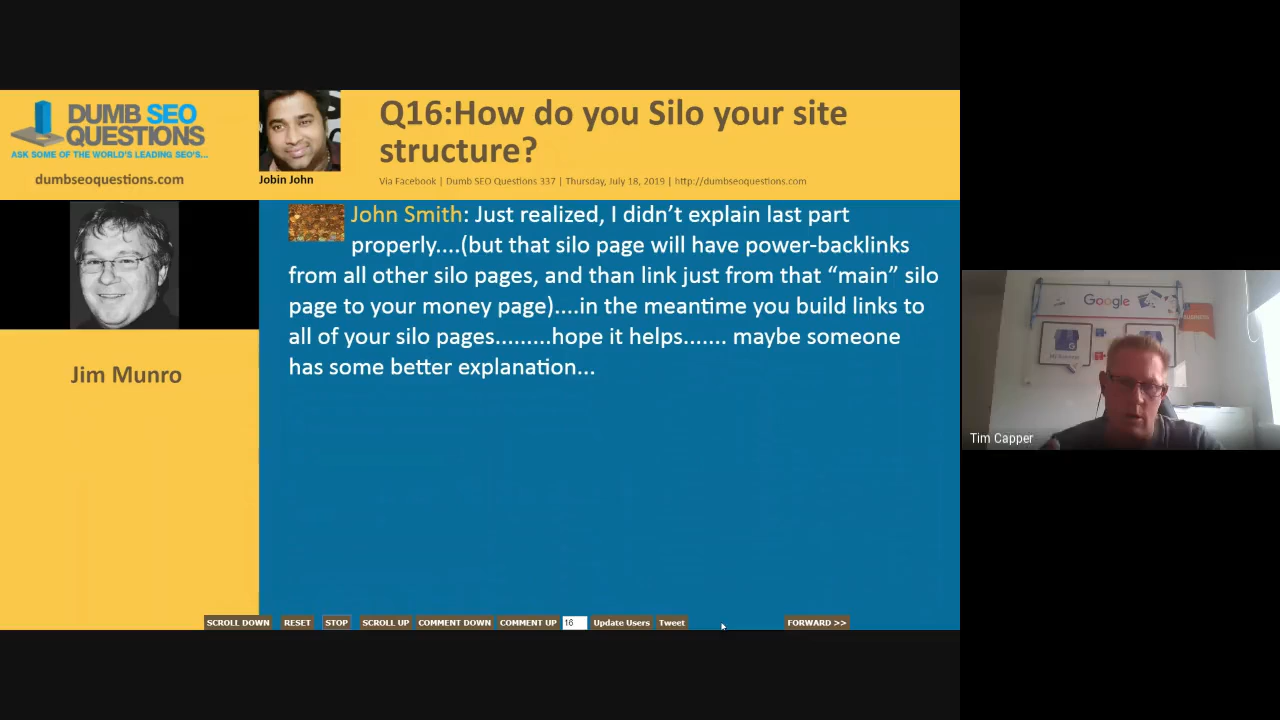 DUMB SEO
QUESTIONS
ASK SOME OF THE WORLD'S LEADING SEO'S...
dumbseoquestions.com
Jobin John
Q16:How do you Silo your site
structure?
Via Facebook | Dumb SEO Questions 337 | Thursday, July 18, 2019 | http://dumbseoquestions.com
Jim Munro
John Smith: Just realized, I didn’t explain last part
properly....(but that silo page will have power-backlinks
from all other silo pages, and than link just from that “main” silo
page to your money page)....in the meantime you build links to
all of your silo pages.........hope it helps....... maybe someone
has some better explanation...
Google
Tim Capper
SCROLL DOWN RESET STOP SCROLL UP COMMENT DOWN COMMENT UP 16 Update Users Tweet FORWARD >>